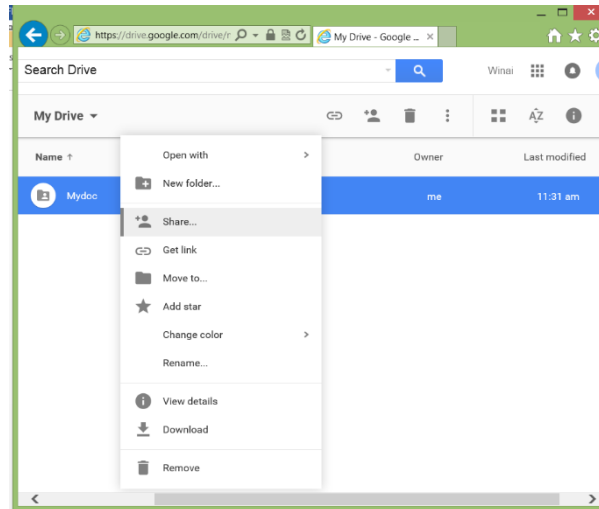 https://drive.google.com/drive/r
My Drive - Google ...
Search Drive
Winai
My Drive
AZ
Name ↑
Owner
Last modified
Mydoc
me
11:31 am
Open with
New folder...
Share...
Get link
Move to...
Add star
Change color
Rename...
View details
Download
Remove